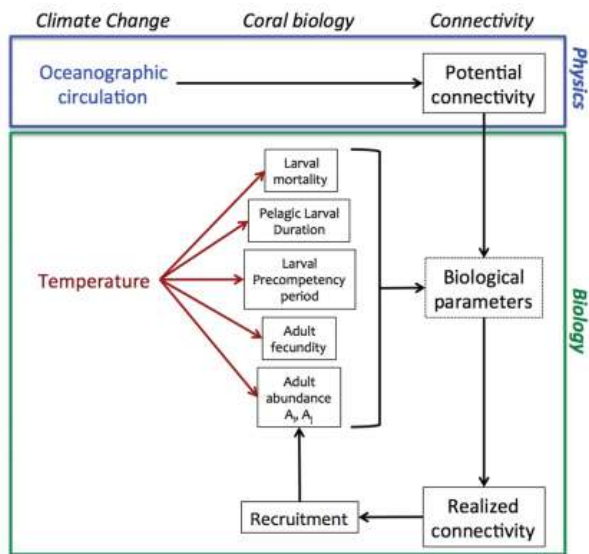 Climate Change
Coral biology
Connectivity
Oceanographic
circulation
Potential
connectivity
Physics
Larval
mortality
Pelagic Larval
Duration
Temperature
Larval
Precompetency
period
Biological
parameters
Biology
Adult
fecundity
Adult
abundance
Aᵢ, Aⱼ
Recruitment
Realized
connectivity